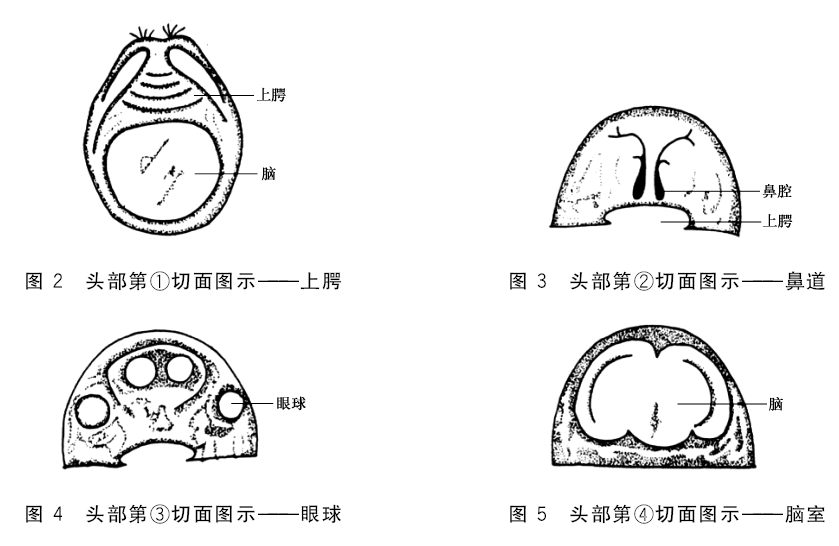 上腭
脑
鼻腔
上腭
图 2 头部第①切面图示——上腭
图 3 头部第②切面图示——鼻道
眼球
脑
图 4 头部第③切面图示——眼球
图 5 头部第④切面图示——脑室